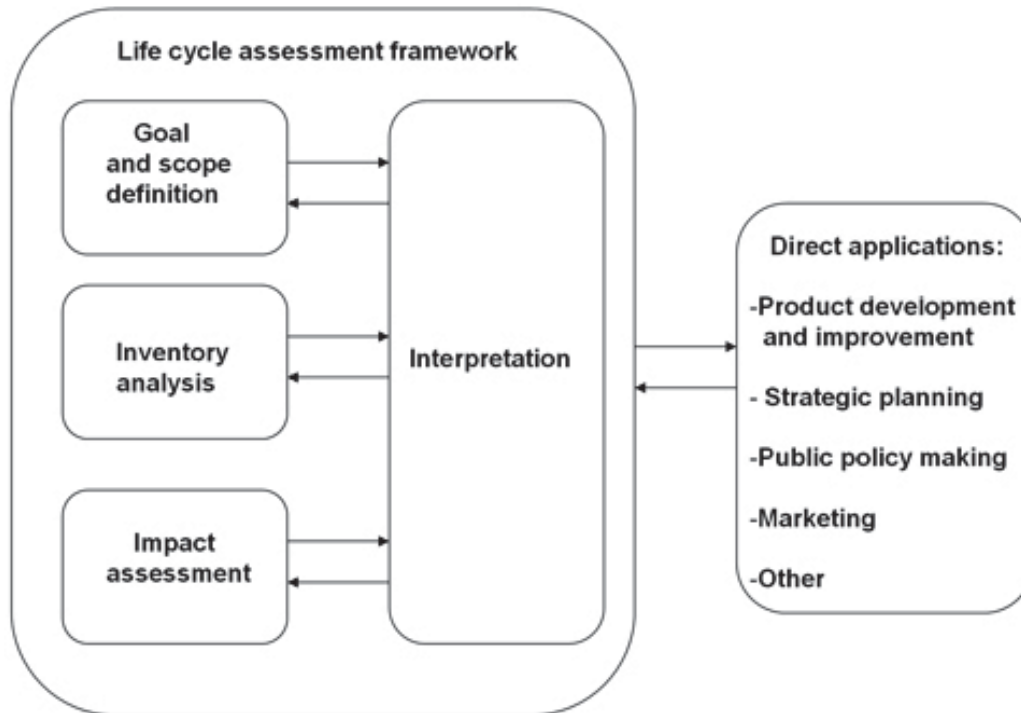 Life cycle assessment framework
Goal
and scope
definition
Inventory
analysis
Impact
assessment
Interpretation
Direct applications:
-Product development
and improvement
- Strategic planning
-Public policy making
-Marketing
-Other